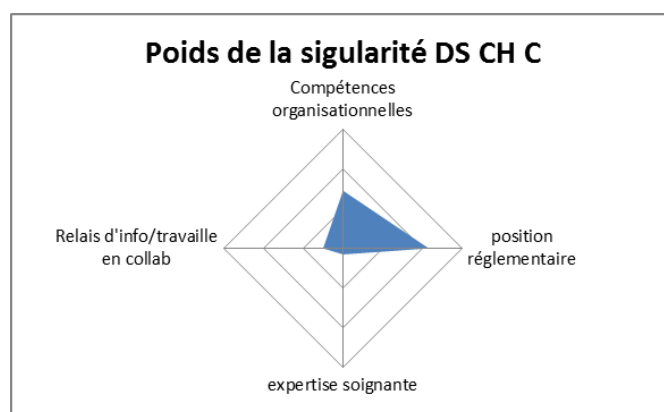 Poids de la sigularité DS CH C
Compétences
organisationnelles
Relais d'info/travaille
en collab
position
réglementaire
expertise soignante